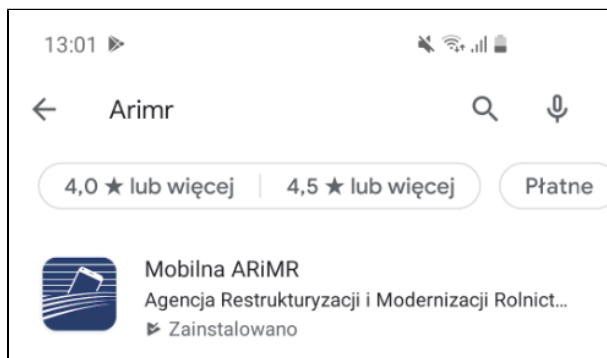 13:01
Arimr
4,0 ★ lub więcej 4,5 ★ lub więcej Płatne
Mobilna ARiMR
Agencja Restrukturyzacji i Modernizacji Rolnict...
Zainstalowano